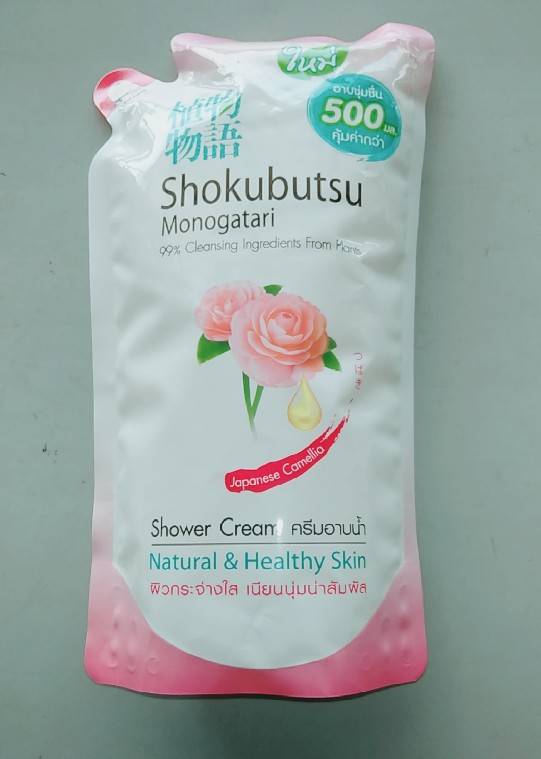 ใหม่
อาบชุ่มชื่น
500 มล.
คุ้มค่ากว่า
植物
物語
Shokubutsu
Monogatari
99% Cleansing Ingredients From Plants
Japanese Camellia
Shower Cream ครีมอาบน้ำ
Natural & Healthy Skin
ผิวกระจ่างใส เนียนนุ่มน่าสัมผัส